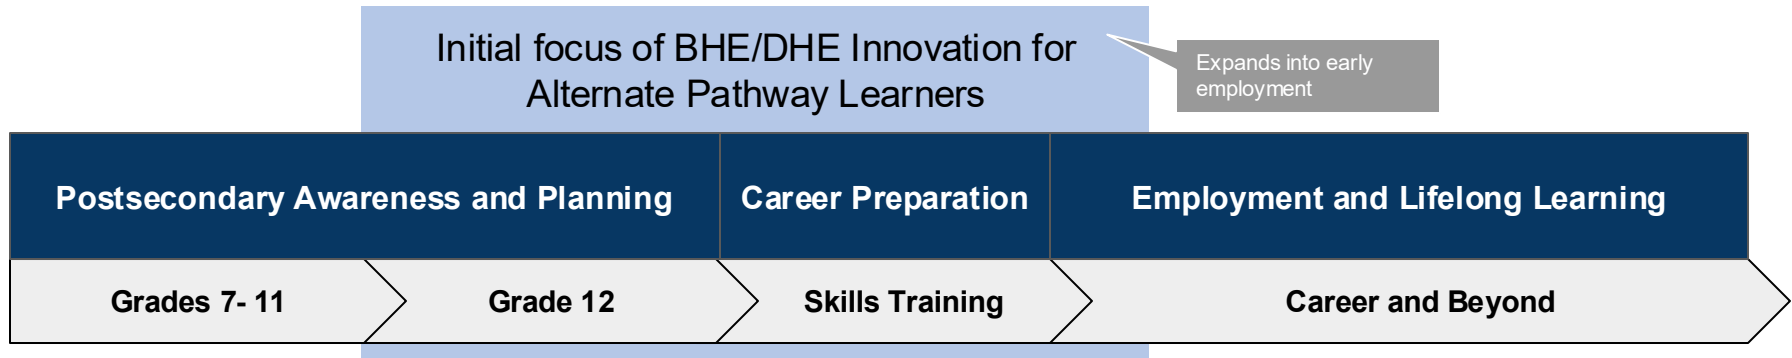 Initial focus of BHE/DHE Innovation for
Alternate Pathway Learners
Expands into early
employment
Postsecondary Awareness and Planning
Career Preparation
Employment and Lifelong Learning
Grades 7- 11
Grade 12
Skills Training
Career and Beyond